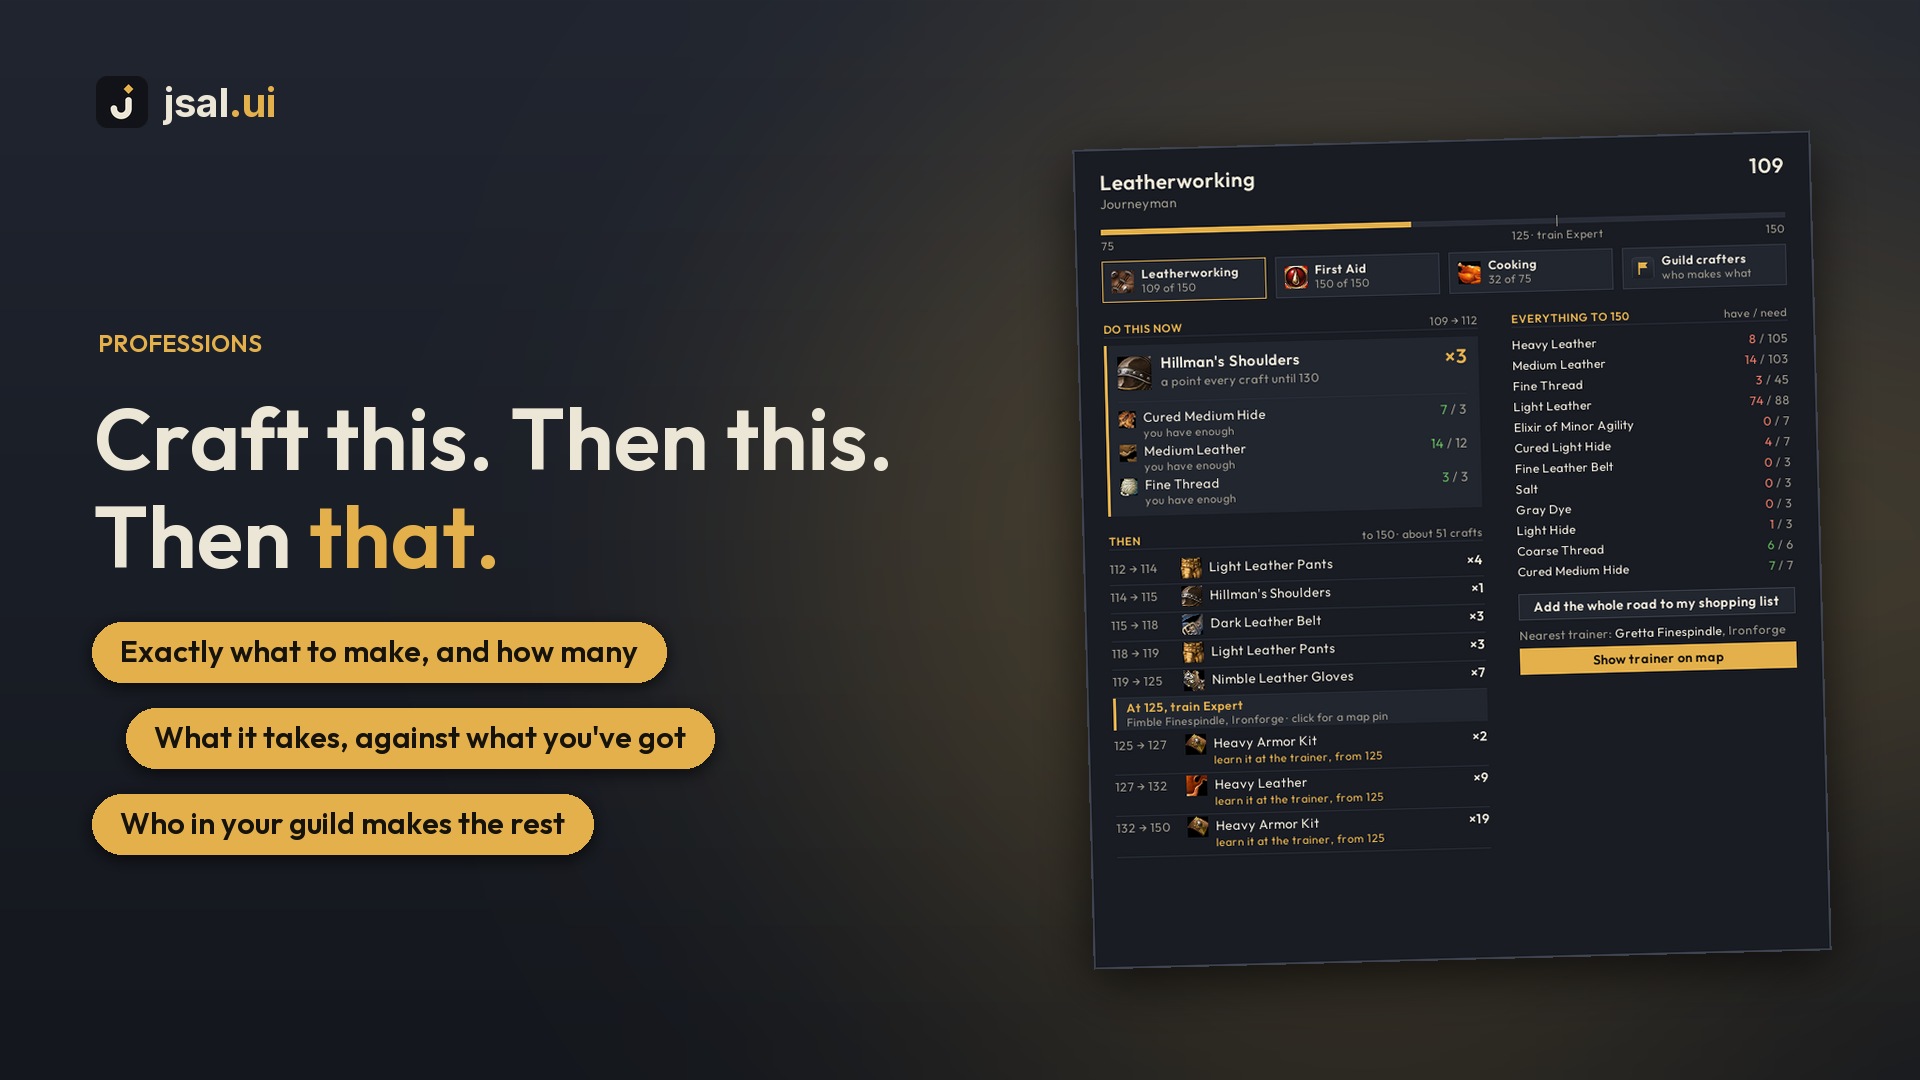 jsal.ui
PROFESSIONS
Craft this. Then this.
Then that.
Exactly what to make, and how many
What it takes, against what you've got
Who in your guild makes the rest
Leatherworking
109
Journeyman
75
125 · train Expert
150
Leatherworking
109 of 150
First Aid
150 of 150
Cooking
32 of 75
Guild crafters
who makes what
DO THIS NOW
109 → 112
Hillman's Shoulders
×3
a point every craft until 130
Cured Medium Hide
7 / 3
you have enough
Medium Leather
14 / 12
you have enough
Fine Thread
3 / 3
you have enough
THEN
to 150 · about 51 crafts
112 → 114 Light Leather Pants ×4
114 → 115 Hillman's Shoulders ×1
115 → 118 Dark Leather Belt ×3
118 → 119 Light Leather Pants ×3
119 → 125 Nimble Leather Gloves ×7
At 125, train Expert
Fimble Finespindle, Ironforge · click for a map pin
125 → 127 Heavy Armor Kit ×2
learn it at the trainer, from 125
127 → 132 Heavy Leather ×9
learn it at the trainer, from 125
132 → 150 Heavy Armor Kit ×19
learn it at the trainer, from 125
EVERYTHING TO 150
have / need
Heavy Leather 8 / 105
Medium Leather 14 / 103
Fine Thread 3 / 45
Light Leather 74 / 88
Elixir of Minor Agility 0 / 7
Cured Light Hide 4 / 7
Fine Leather Belt 0 / 3
Salt 0 / 3
Gray Dye 0 / 3
Light Hide 1 / 3
Coarse Thread 6 / 6
Cured Medium Hide 7 / 7
Add the whole road to my shopping list
Nearest trainer: Gretta Finespindle, Ironforge
Show trainer on map